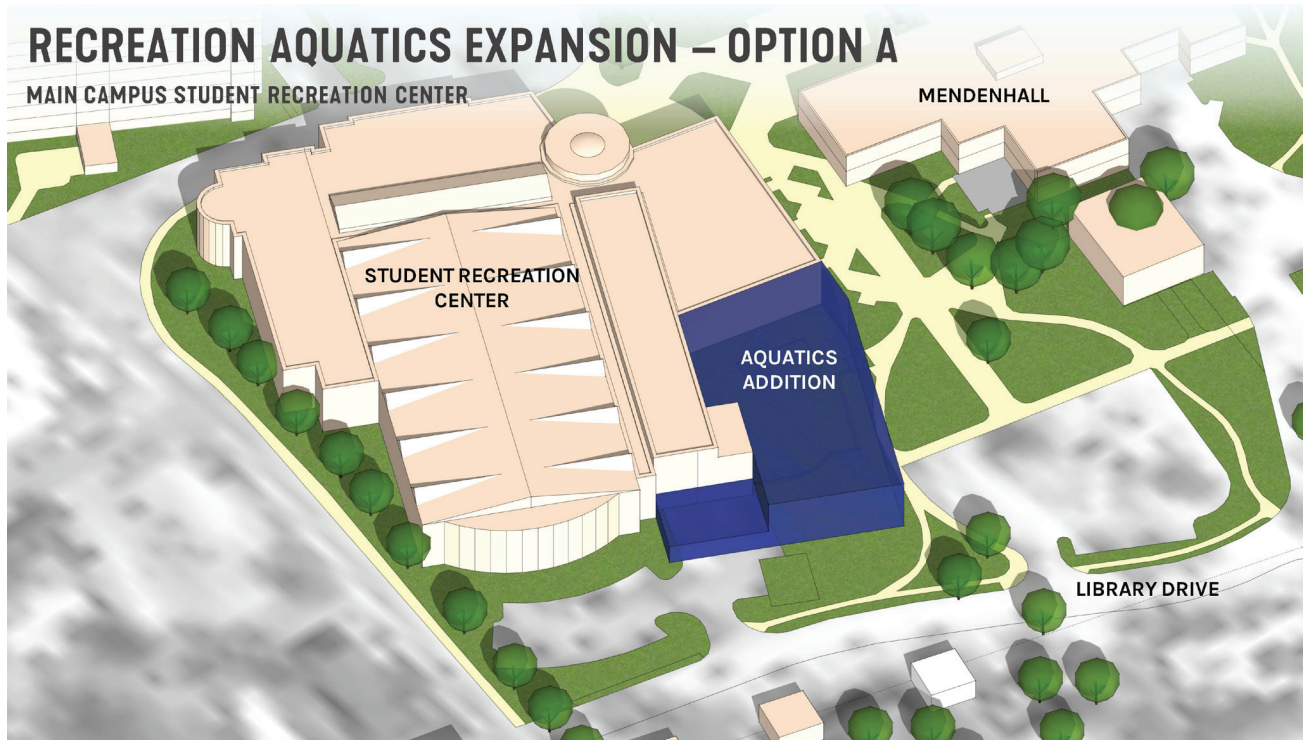 RECREATION AQUATICS EXPANSION – OPTION A
MAIN CAMPUS STUDENT RECREATION CENTER
MENDENHALL
STUDENT RECREATION
CENTER
AQUATICS
ADDITION
LIBRARY DRIVE